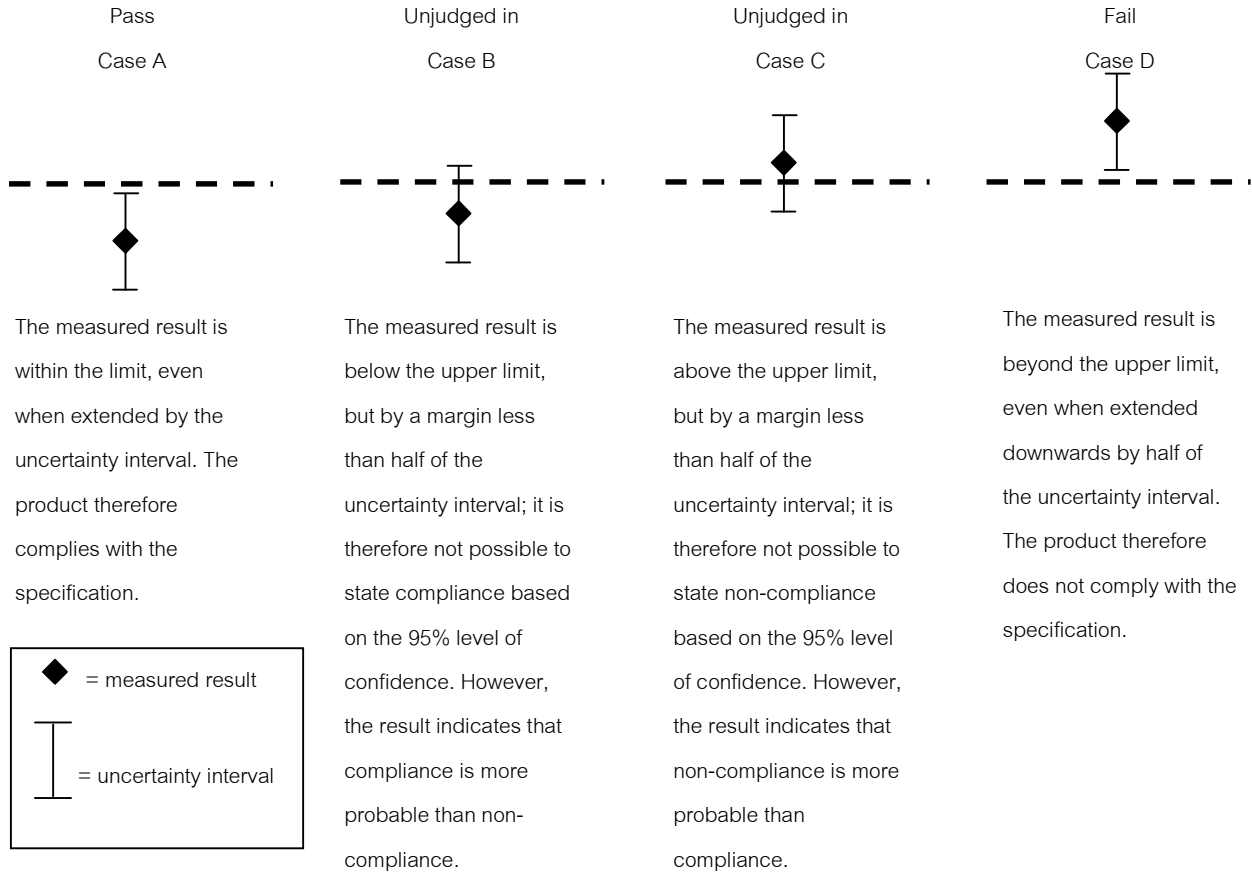 Pass
Case A
Unjudged in
Case B
Unjudged in
Case C
Fail
Case D
The measured result is
within the limit, even
when extended by the
uncertainty interval. The
product therefore
complies with the
specification.
The measured result is
below the upper limit,
but by a margin less
than half of the
uncertainty interval; it is
therefore not possible to
state compliance based
on the 95% level of
confidence. However,
the result indicates that
compliance is more
probable than non-
compliance.
The measured result is
above the upper limit,
but by a margin less
than half of the
uncertainty interval; it is
therefore not possible to
state non-compliance
based on the 95% level
of confidence. However,
the result indicates that
non-compliance is more
probable than
compliance.
The measured result is
beyond the upper limit,
even when extended
downwards by half of
the uncertainty interval.
The product therefore
does not comply with the
specification.
= measured result
= uncertainty interval